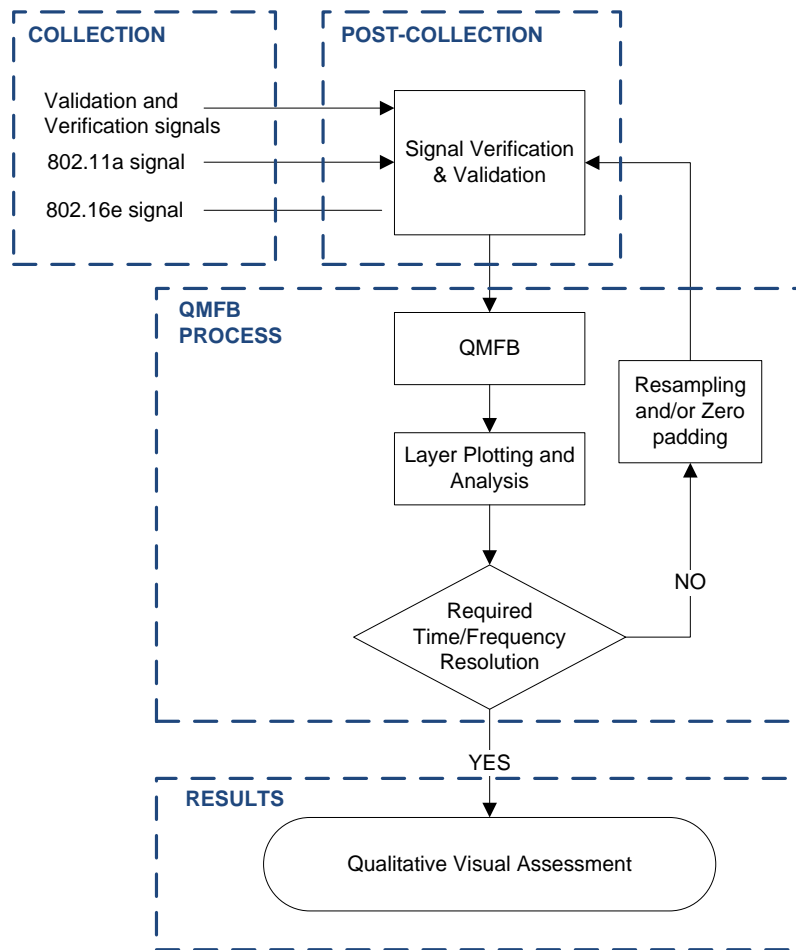 COLLECTION
POST-COLLECTION
Validation and
Verification signals
802.11a signal
802.16e signal
Signal Verification
& Validation
QMFB
PROCESS
QMFB
Resampling
and/or Zero
padding
Layer Plotting and
Analysis
NO
Required
Time/Frequency
Resolution
YES
RESULTS
Qualitative Visual Assessment